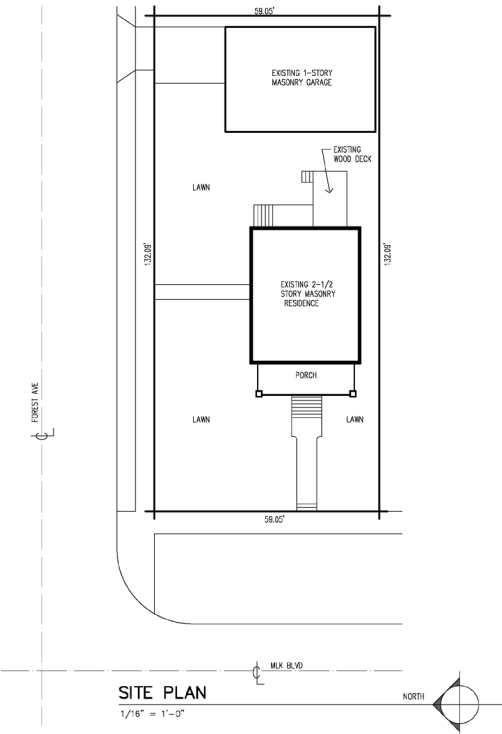 59.05'
EXISTING 1-STORY
MASONRY GARAGE
EXISTING
WOOD DECK
LAWN
132.09'
132.09'
EXISTING 2-1/2
STORY MASONRY
RESIDENCE
PORCH
FOREST AVE
LAWN
LAWN
59.05'
MLK BLVD
SITE PLAN
NORTH
1/16" = 1'-0"